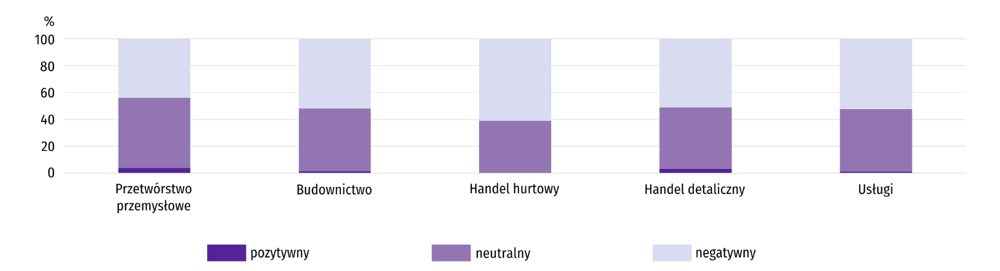 %
100
80
60
40
20
0
Przetwórstwo
przemysłowe
Budownictwo
Handel hurtowy
Handel detaliczny
Usługi
pozytywny
neutralny
negatywny